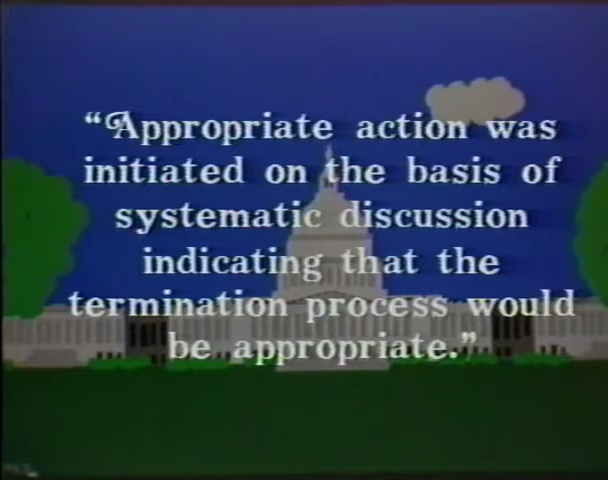 “Appropriate action was
initiated on the basis of
systematic discussion
indicating that the
termination process would
be appropriate.”